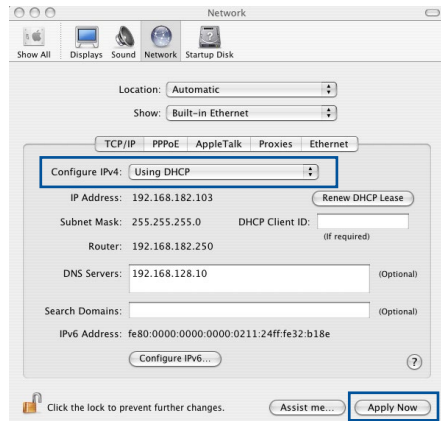 Network
Show All Displays Sound Network Startup Disk
Location: Automatic
Show: Built-in Ethernet
TCP/IP PPPoE AppleTalk Proxies Ethernet
Configure IPv4: Using DHCP
IP Address: 192.168.182.103 Renew DHCP Lease
Subnet Mask: 255.255.255.0 DHCP Client ID:
(If required)
Router: 192.168.182.250
DNS Servers: 192.168.128.10 (Optional)
Search Domains: (Optional)
IPv6 Address: fe80:0000:0000:0000:0211:24ff:fe32:b18e
Configure IPv6... ?
Click the lock to prevent further changes. Assist me... Apply Now